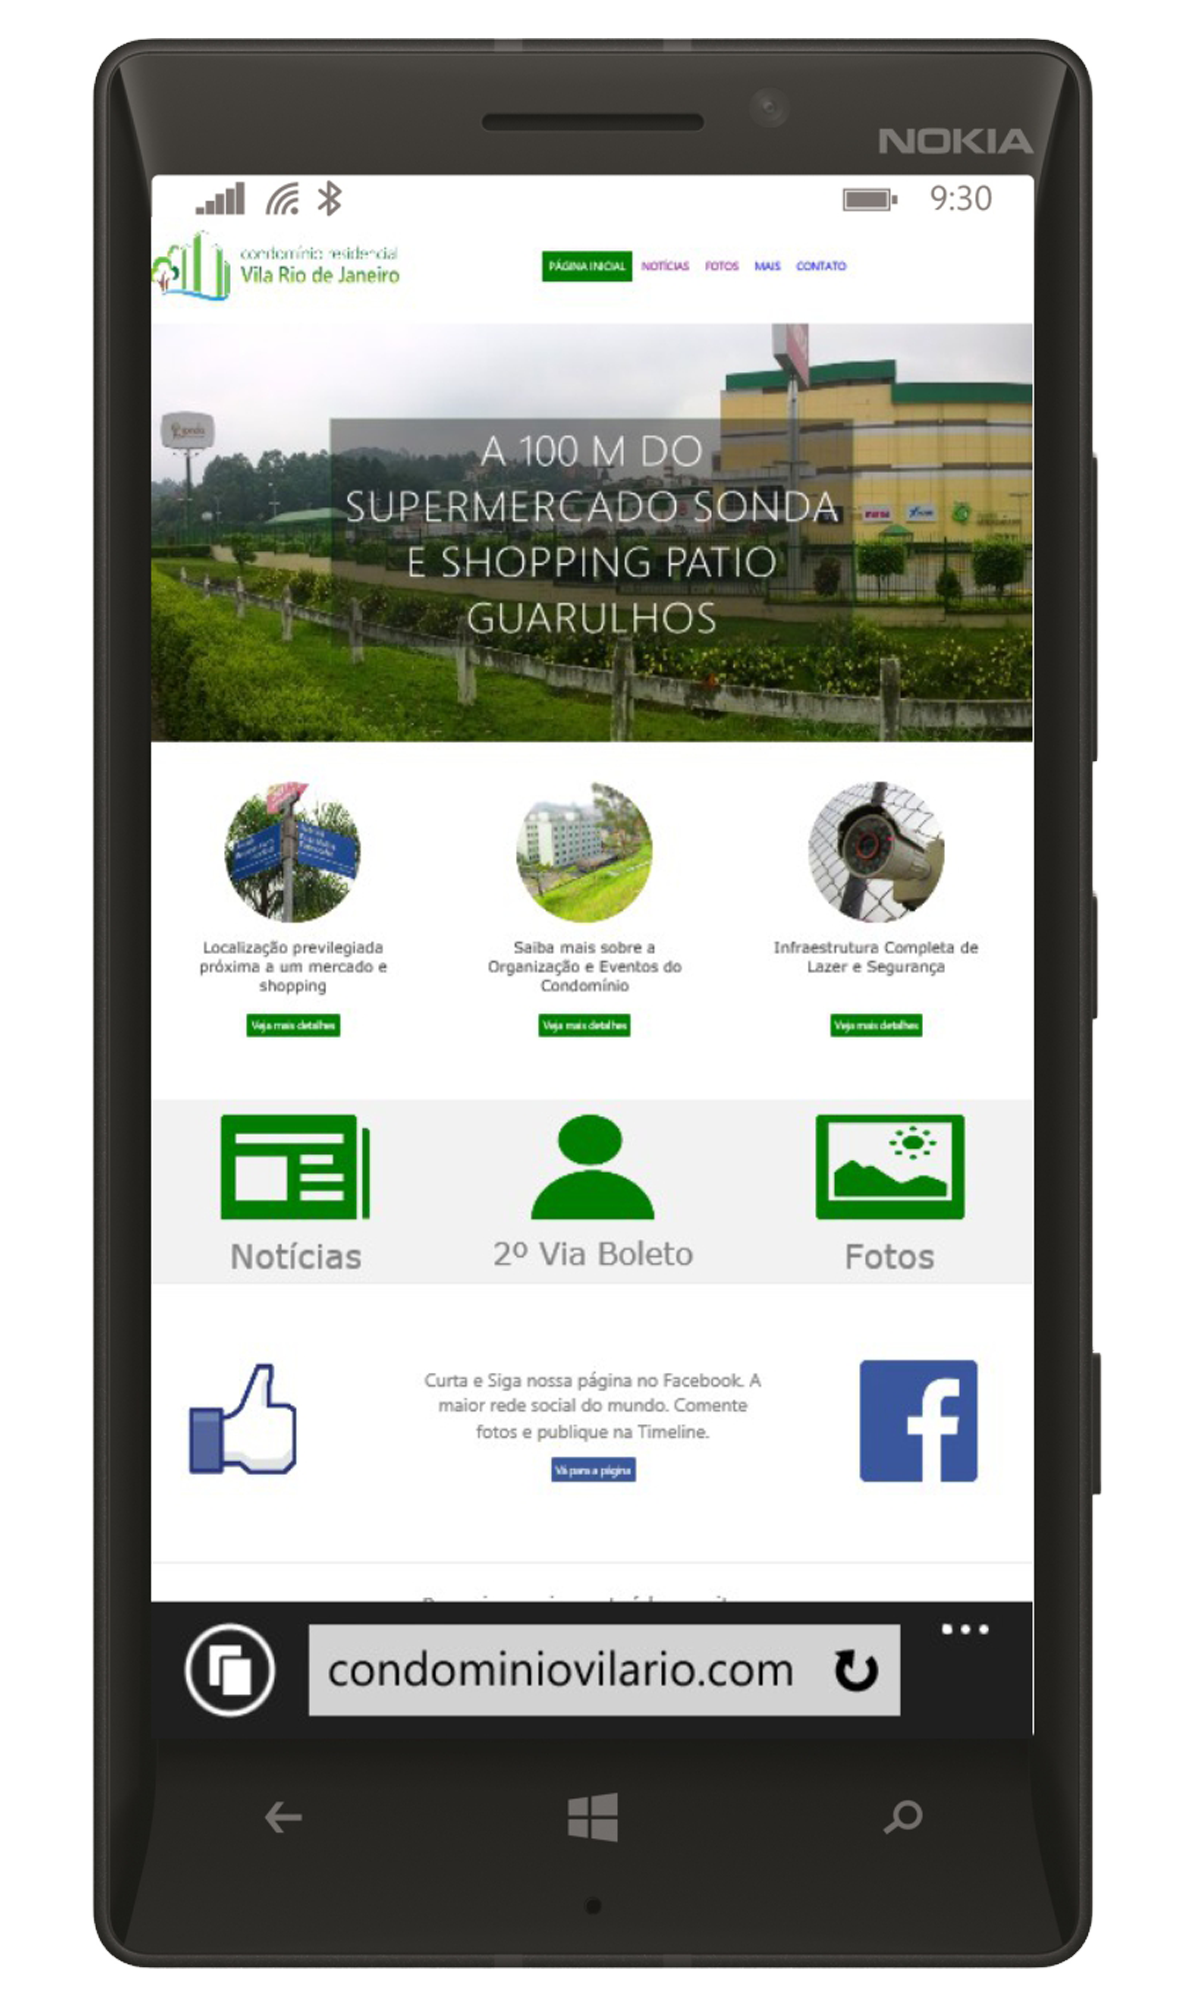 NOKIA
9:30
condomínio residencial
Vila Rio de Janeiro
PÁGINA INICIAL NOTÍCIAS FOTOS MAIS CONTATO
A 100 M DO
SUPERMERCADO SONDA
E SHOPPING PATIO
GUARULHOS
Localização previlegiada
próxima a um mercado e
shopping
Veja mais detalhes
Saiba mais sobre a
Organização e Eventos do
Condomínio
Veja mais detalhes
Infraestrutura Completa de
Lazer e Segurança
Veja mais detalhes
Notícias
2º Via Boleto
Fotos
Curta e Siga nossa página no Facebook. A
maior rede social do mundo. Comente
fotos e publique na Timeline.
Vá para a página
f
condominiovilario.com